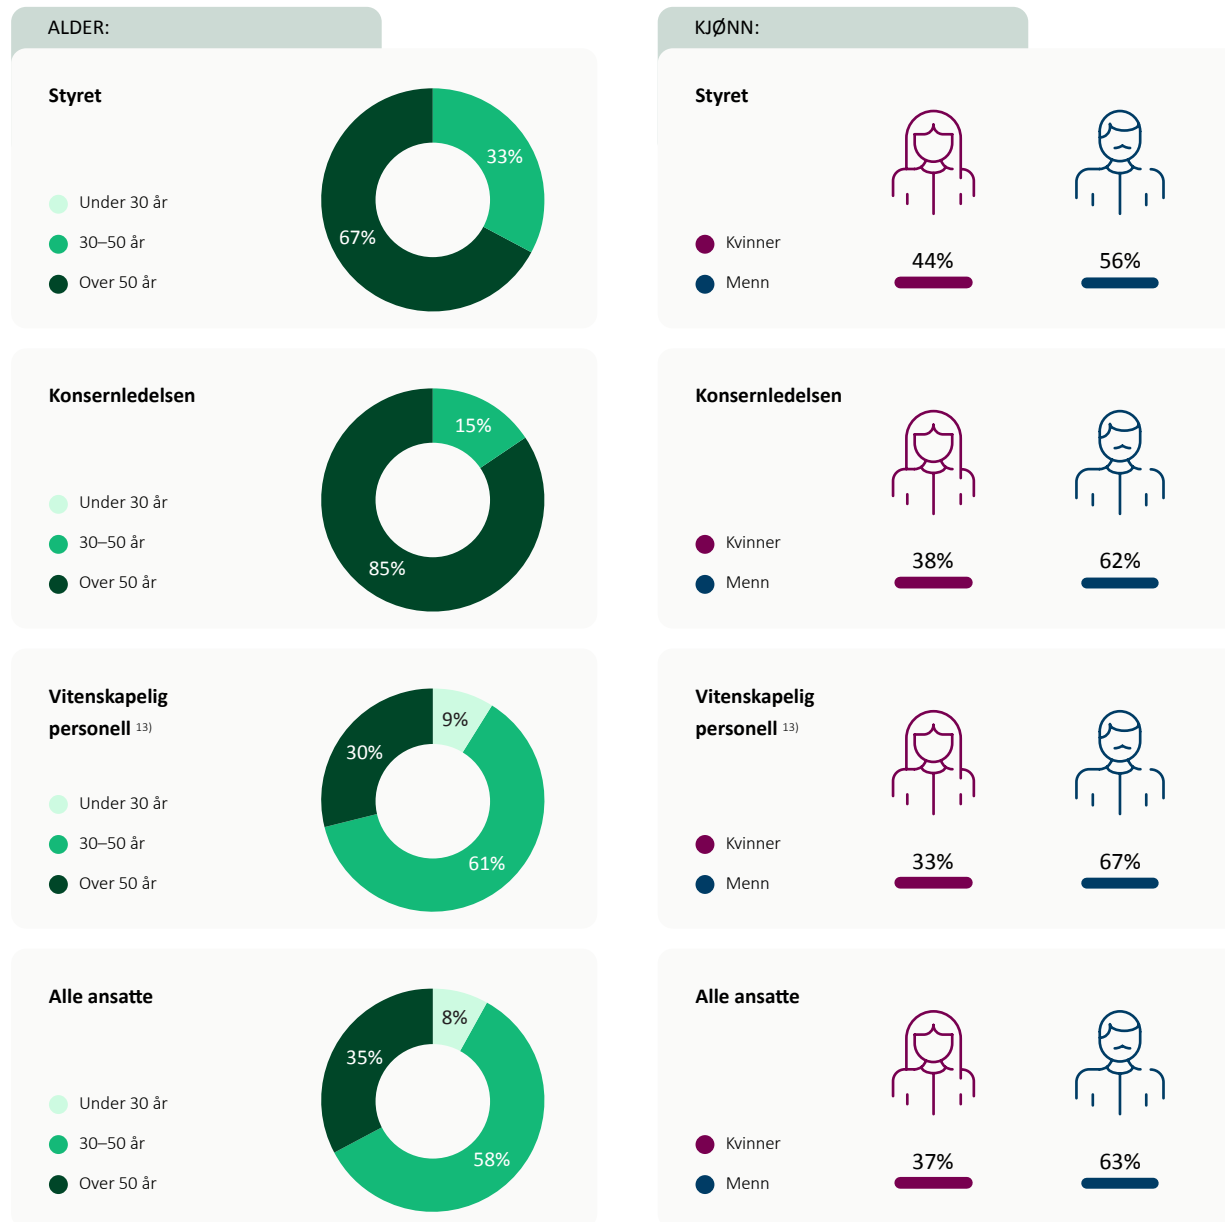 ALDER:
Styret
33%
67%
Under 30 år
30–50 år
Over 50 år
Konsernledelsen
15%
85%
Under 30 år
30–50 år
Over 50 år
Vitenskapelig
personell 13)
9%
30%
61%
Under 30 år
30–50 år
Over 50 år
Alle ansatte
8%
35%
58%
Under 30 år
30–50 år
Over 50 år
KJØNN:
Styret
Kvinner
Menn
44%
56%
Konsernledelsen
Kvinner
Menn
38%
62%
Vitenskapelig
personell 13)
Kvinner
Menn
33%
67%
Alle ansatte
Kvinner
Menn
37%
63%